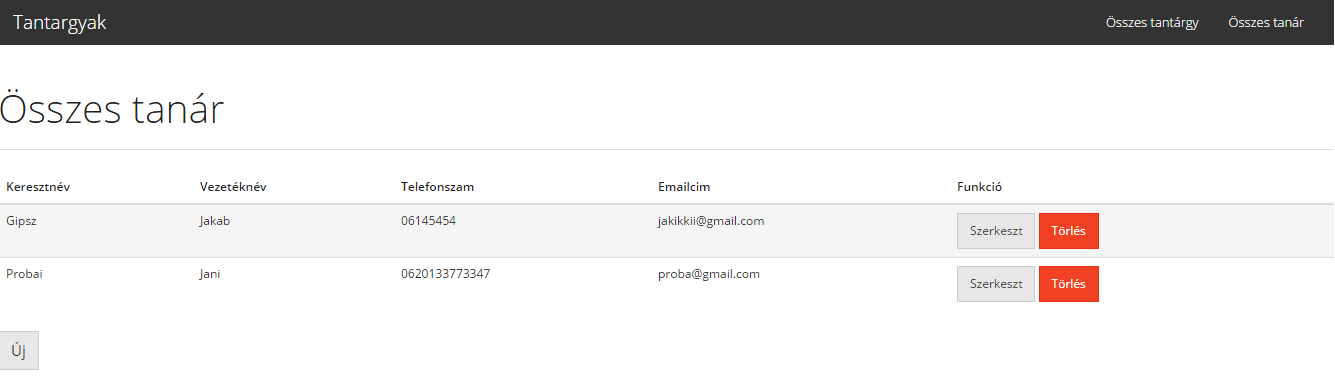 Tantargyak Összes tantárgy Összes tanár
Összes tanár
Keresztnév Vezetéknév Telefonszam Emailcim Funkció
Gipsz Jakab 06145454 jakikkii@gmail.com Szerkeszt Törlés
Probai Jani 0620133773347 proba@gmail.com Szerkeszt Törlés
Új